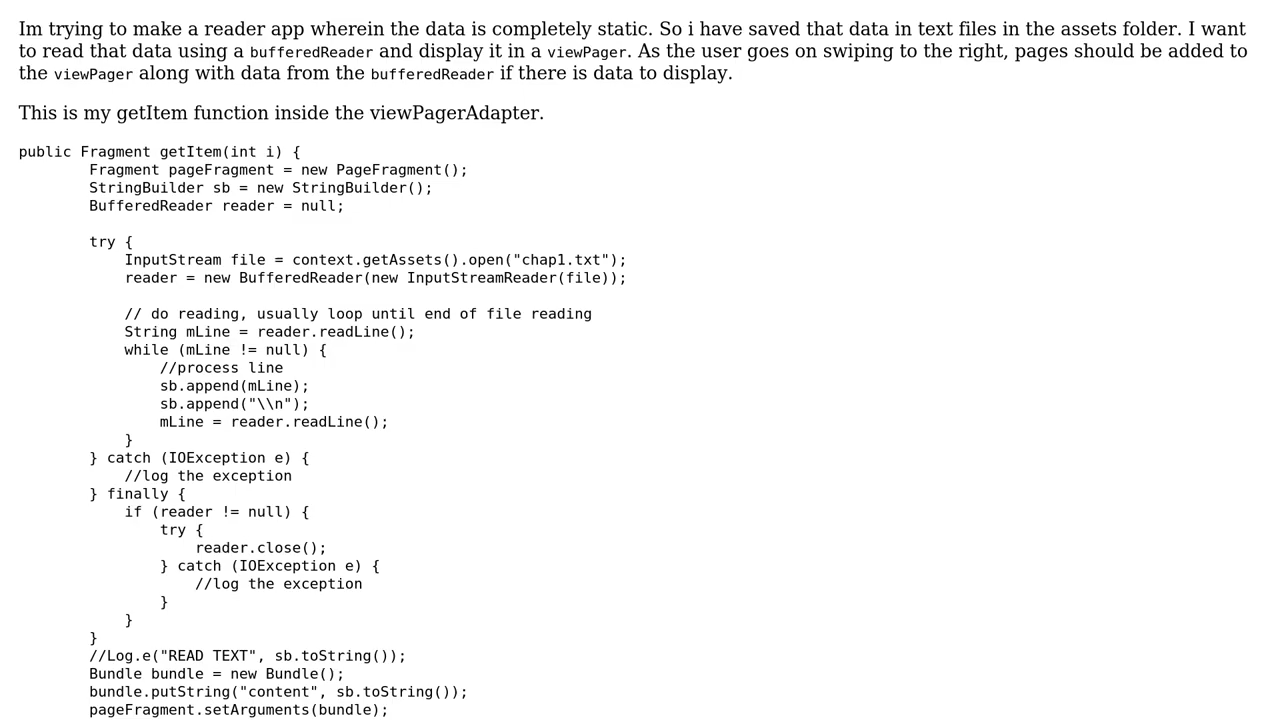 Im trying to make a reader app wherein the data is completely static. So i have saved that data in text files in the assets folder. I want
to read that data using a bufferedReader and display it in a viewPager. As the user goes on swiping to the right, pages should be added to
the viewPager along with data from the bufferedReader if there is data to display.
This is my getItem function inside the viewPagerAdapter.
public Fragment getItem(int i) {
        Fragment pageFragment = new PageFragment();
        StringBuilder sb = new StringBuilder();
        BufferedReader reader = null;

        try {
            InputStream file = context.getAssets().open("chap1.txt");
            reader = new BufferedReader(new InputStreamReader(file));

            // do reading, usually loop until end of file reading
            String mLine = reader.readLine();
            while (mLine != null) {
                //process line
                sb.append(mLine);
                sb.append("\\n");
                mLine = reader.readLine();
            }
        } catch (IOException e) {
            //log the exception
        } finally {
            if (reader != null) {
                try {
                    reader.close();
                } catch (IOException e) {
                    //log the exception
                }
            }
        }
        //Log.e("READ TEXT", sb.toString());
        Bundle bundle = new Bundle();
        bundle.putString("content", sb.toString());
        pageFragment.setArguments(bundle);